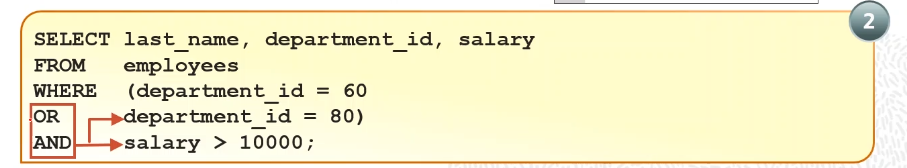 2
SELECT last_name, department_id, salary
FROM employees
WHERE (department_id = 60
OR department_id = 80)
AND salary > 10000;